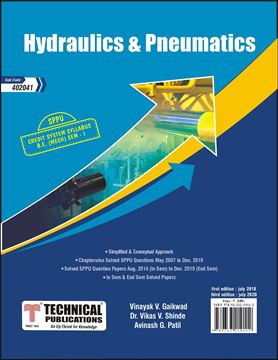 Hydraulics & Pneumatics
Sub Code
402041
SPPU
CREDIT SYSTEM SYLLABUS
B.E. (MECH) SEM - I
• Simplified & Conceptual Approach
• Chapterwise Solved SPPU Questions May 2007 to Dec. 2019
• Solved SPPU Question Papers Aug. 2014 (In Sem) to Dec. 2019 (End Sem)
• In Sem & End Sem Solved Papers
first edition : july 2015
third edition : july 2020
TECHNICAL
PUBLICATIONS
SINCE 1993
An Up-Thrust for Knowledge
Vinayak V. Gaikwad
Dr. Vikas V. Shinde
Avinash G. Patil